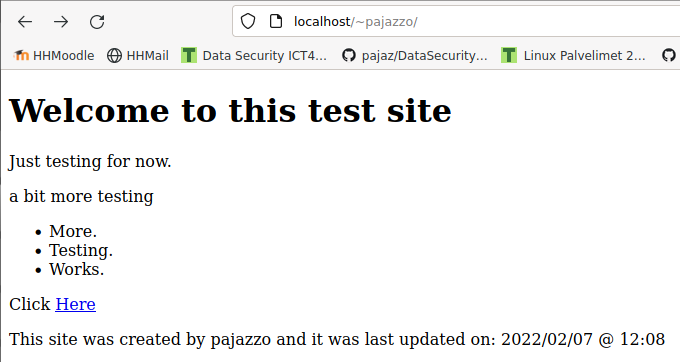 localhost/~pajazzo/
HHMoodle HHMail Data Security ICT4... pajaz/DataSecurity... Linux Palvelimet 2...
Welcome to this test site
Just testing for now.
a bit more testing
• More.
• Testing.
• Works.
Click Here
This site was created by pajazzo and it was last updated on: 2022/02/07 @ 12:08